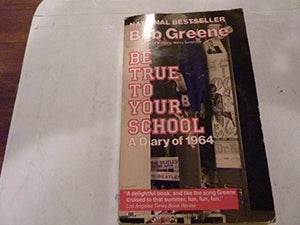 NATIONAL BESTSELLER
Bob Greene
BE
TRUE
TO
YOUR
SCHOOL
A Diary of 1964
BEATLES
"A delightful book, and like the song Greene
cruised to that summer, fun, fun, fun."
Los Angeles Times Book Review